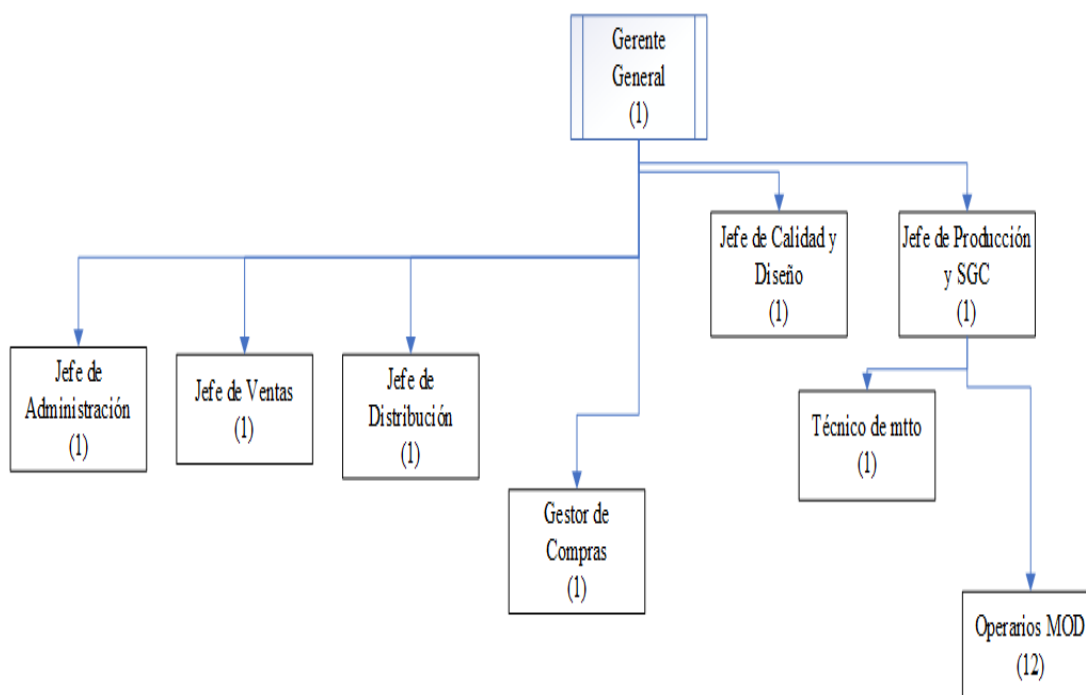 Gerente
General
(1)
Jefe de Calidad y
Diseño
(1)
Jefe de Producción
y SGC
(1)
Jefe de
Administración
(1)
Jefe de Ventas
(1)
Jefe de
Distribución
(1)
Técnico de mtto
(1)
Gestor de
Compras
(1)
Operarios MOD
(12)